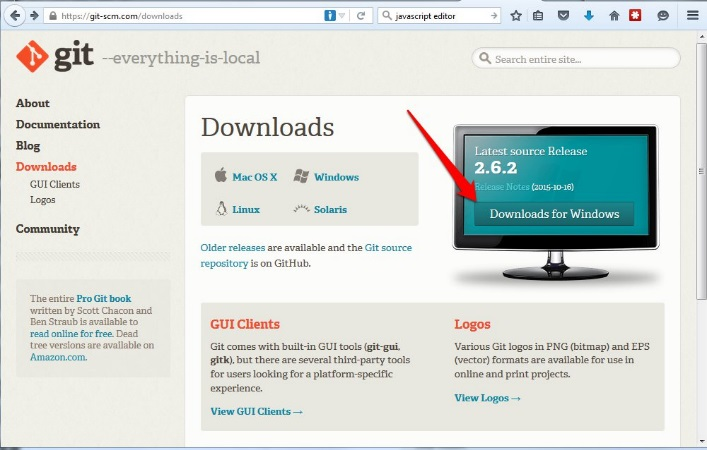 https://git-scm.com/downloads
javascript editor
git --everything-is-local
Search entire site...
About
Documentation
Blog
Downloads
GUI Clients
Logos
Community
The entire Pro Git book
written by Scott Chacon and
Ben Straub is available to
read online for free. Dead
tree versions are available on
Amazon.com.
Downloads
Mac OS X
Windows
Linux
Solaris
Older releases are available and the Git source
repository is on GitHub.
Latest source Release
2.6.2
Release Notes (2015-10-16)
Downloads for Windows
GUI Clients
Git comes with built-in GUI tools (git-gui,
gitk), but there are several third-party tools
for users looking for a platform-specific
experience.
View GUI Clients →
Logos
Various Git logos in PNG (bitmap) and EPS
(vector) formats are available for use in
online and print projects.
View Logos →